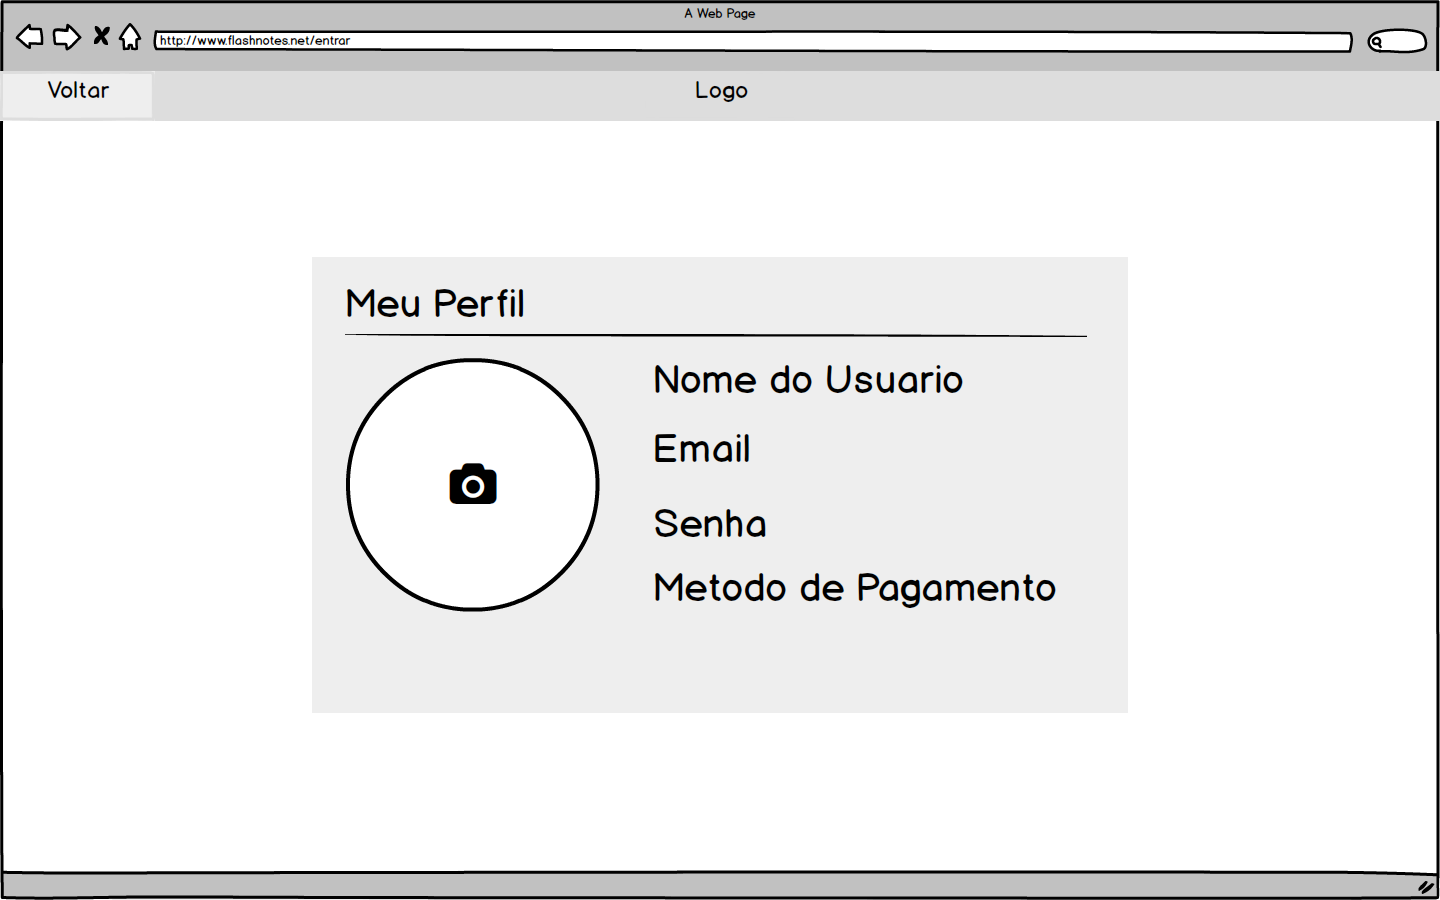 A Web Page
http://www.flashnotes.net/entrar
Voltar
Logo
Meu Perfil
Nome do Usuario
Email
Senha
Metodo de Pagamento